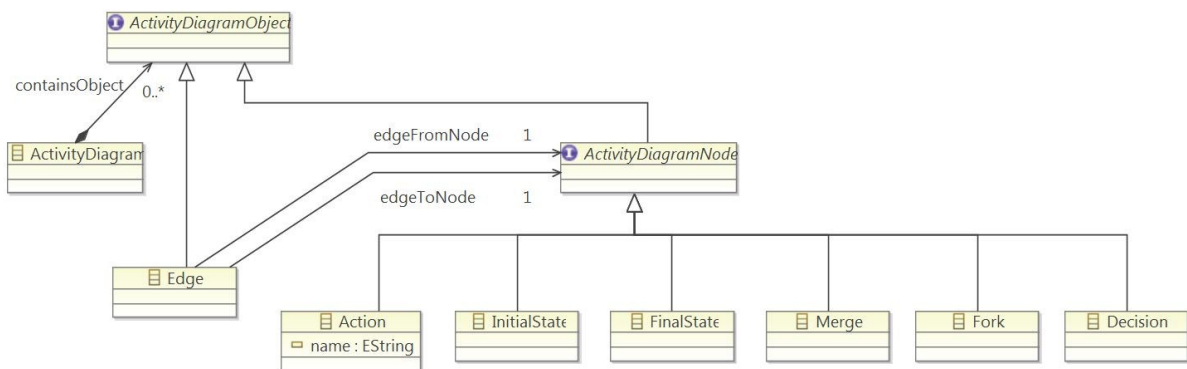 ActivityDiagramObject
containsObject
0..*
ActivityDiagram
edgeFromNode 1
ActivityDiagramNode
edgeToNode 1
Edge
Action
name : EString
InitialState
FinalState
Merge
Fork
Decision